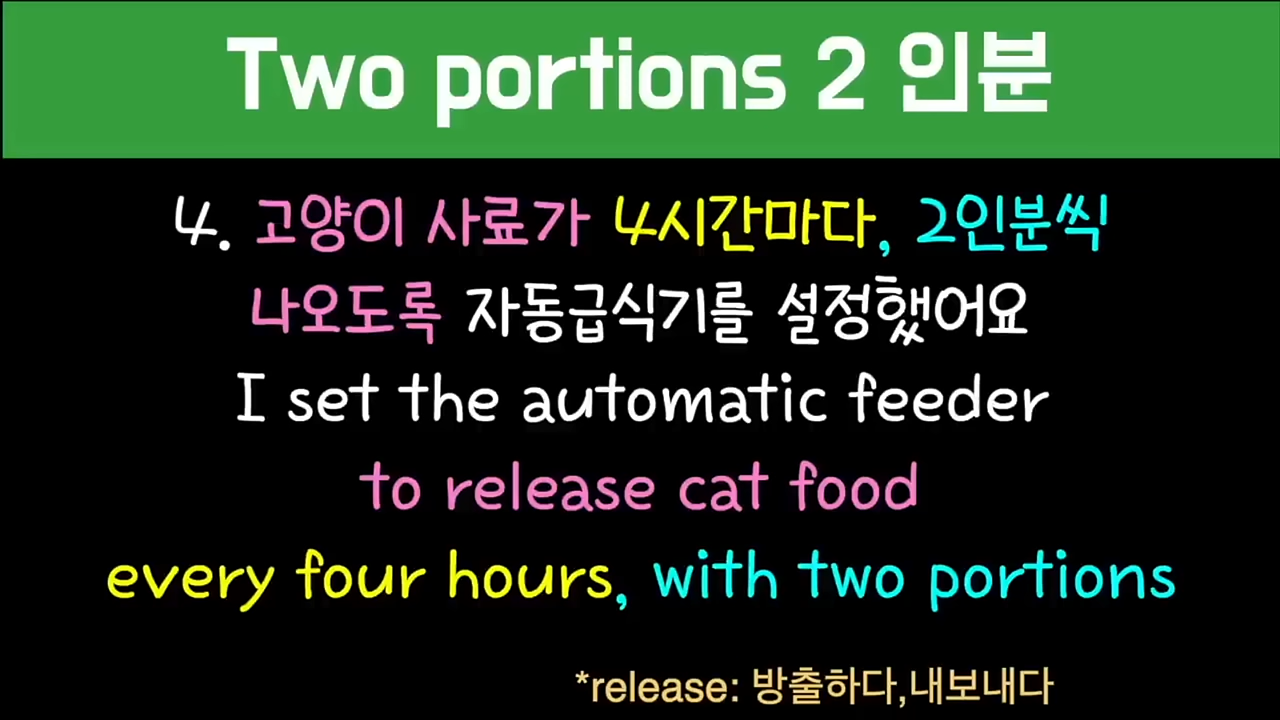 Two portions 2 인분
4. 고양이 사료가 4시간마다, 2인분씩
나오도록 자동급식기를 설정했어요
I set the automatic feeder
to release cat food
every four hours, with two portions
*release: 방출하다,내보내다